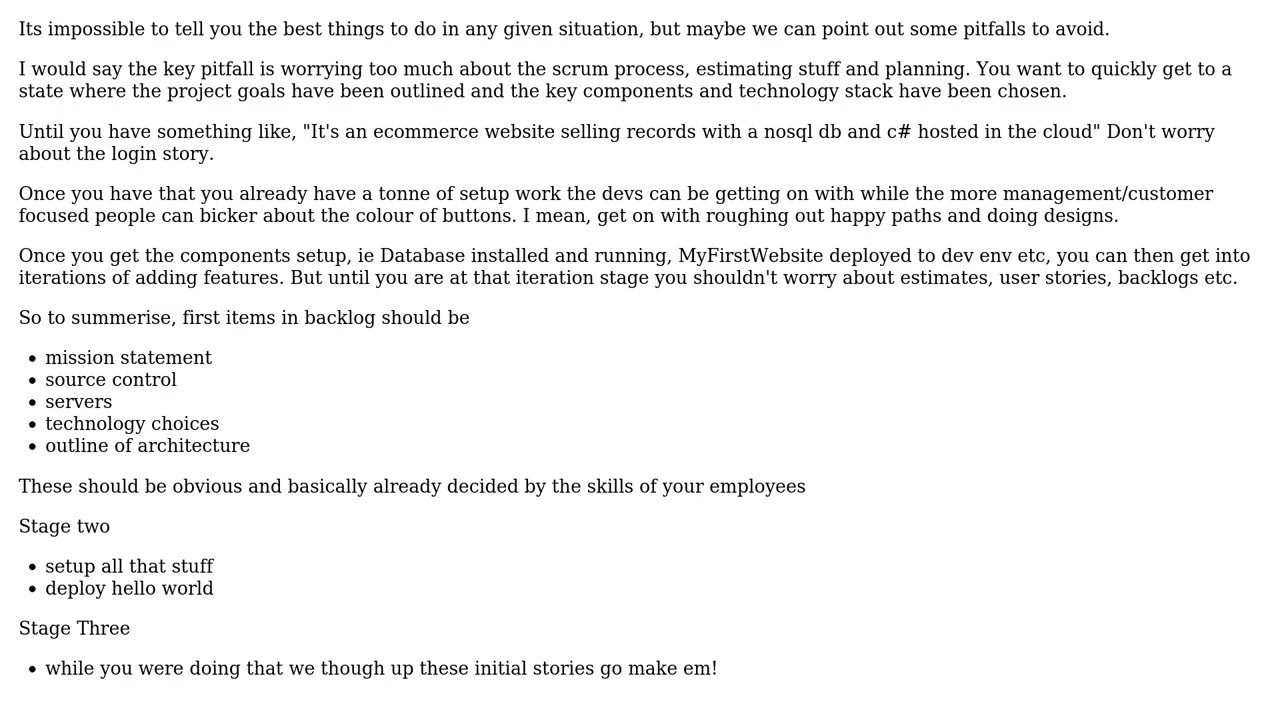 Its impossible to tell you the best things to do in any given situation, but maybe we can point out some pitfalls to avoid.
I would say the key pitfall is worrying too much about the scrum process, estimating stuff and planning. You want to quickly get to a
state where the project goals have been outlined and the key components and technology stack have been chosen.
Until you have something like, "It's an ecommerce website selling records with a nosql db and c# hosted in the cloud" Don't worry
about the login story.
Once you have that you already have a tonne of setup work the devs can be getting on with while the more management/customer
focused people can bicker about the colour of buttons. I mean, get on with roughing out happy paths and doing designs.
Once you get the components setup, ie Database installed and running, MyFirstWebsite deployed to dev env etc, you can then get into
iterations of adding features. But until you are at that iteration stage you shouldn't worry about estimates, user stories, backlogs etc.
So to summerise, first items in backlog should be
• mission statement
• source control
• servers
• technology choices
• outline of architecture
These should be obvious and basically already decided by the skills of your employees
Stage two
• setup all that stuff
• deploy hello world
Stage Three
• while you were doing that we though up these initial stories go make em!